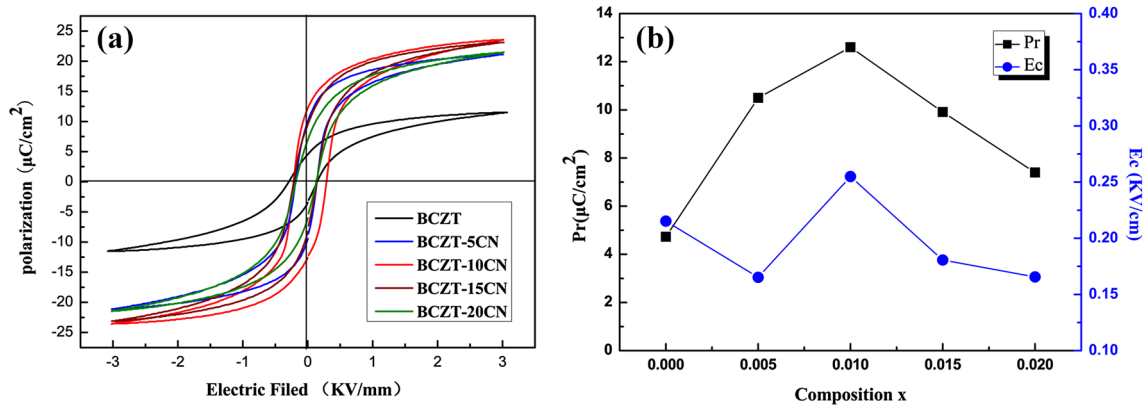 (a)
25
20
15
10
5
0
-5
-10
-15
-20
-25
polarization (μC/cm²)
BCZT
BCZT-5CN
BCZT-10CN
BCZT-15CN
BCZT-20CN
-3 -2 -1 0 1 2 3
Electric Filed (KV/mm)
(b)
14
12
10
8
6
4
2
0
Pr(μC/cm²)
Pr
Ec
0.40
0.35
0.30
0.25
0.20
0.15
0.10
Ec (KV/cm)
0.000 0.005 0.010 0.015 0.020
Composition x